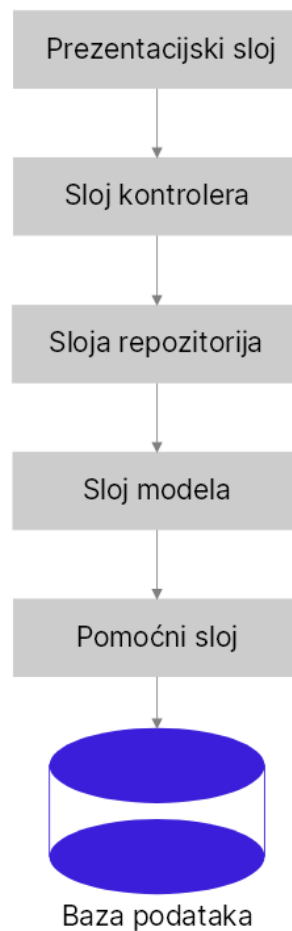 Prezentacijski sloj
Sloj kontrolera
Sloja repozitorija
Sloj modela
Pomoćni sloj
Baza podataka